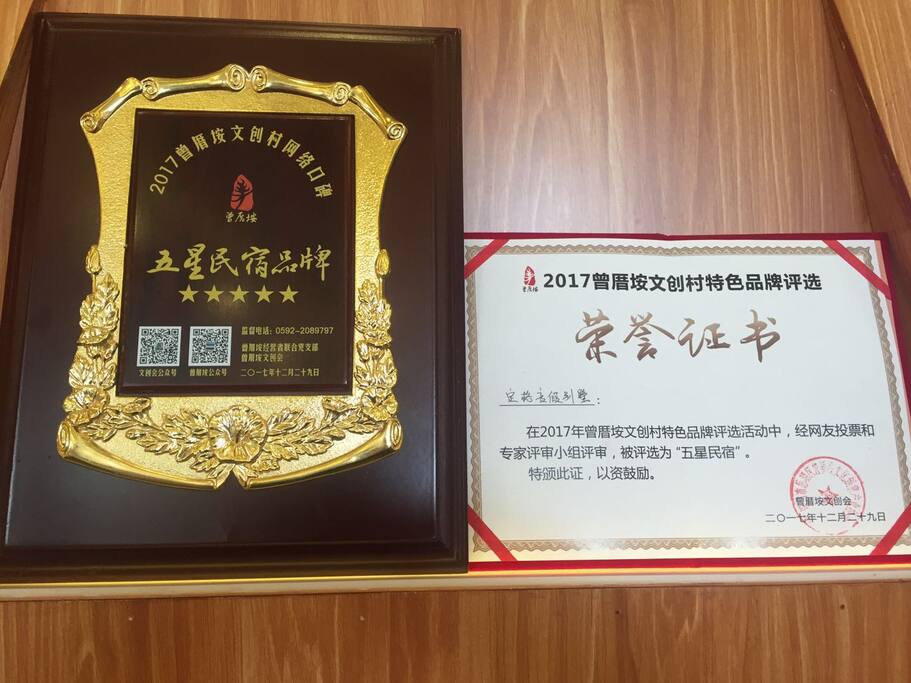 2017曾厝垵文创村网络口碑
曾厝垵
五星民宿品牌
监督电话：0592-2089797
曾厝垵经营者联合党支部
曾厝垵文创会
文创会公众号 曾厝垵公众号 二〇一七年十二月二十九日
曾厝垵
2017曾厝垵文创村特色品牌评选
荣誉证书
度假别墅：
在2017年曾厝垵文创村特色品牌评选活动中，经网友投票和
专家评审小组评审，被评选为“五星民宿”。
特颁此证，以资鼓励。
曾厝垵文创会
二〇一七年十二月二十九日